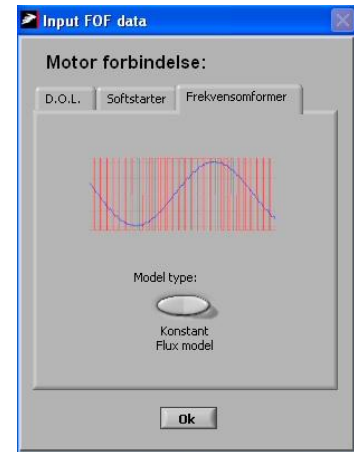 Input FOF data
Motor forbindelse:
D.O.L. Softstarter Frekvensomformer
Model type:
Konstant
Flux model
Ok